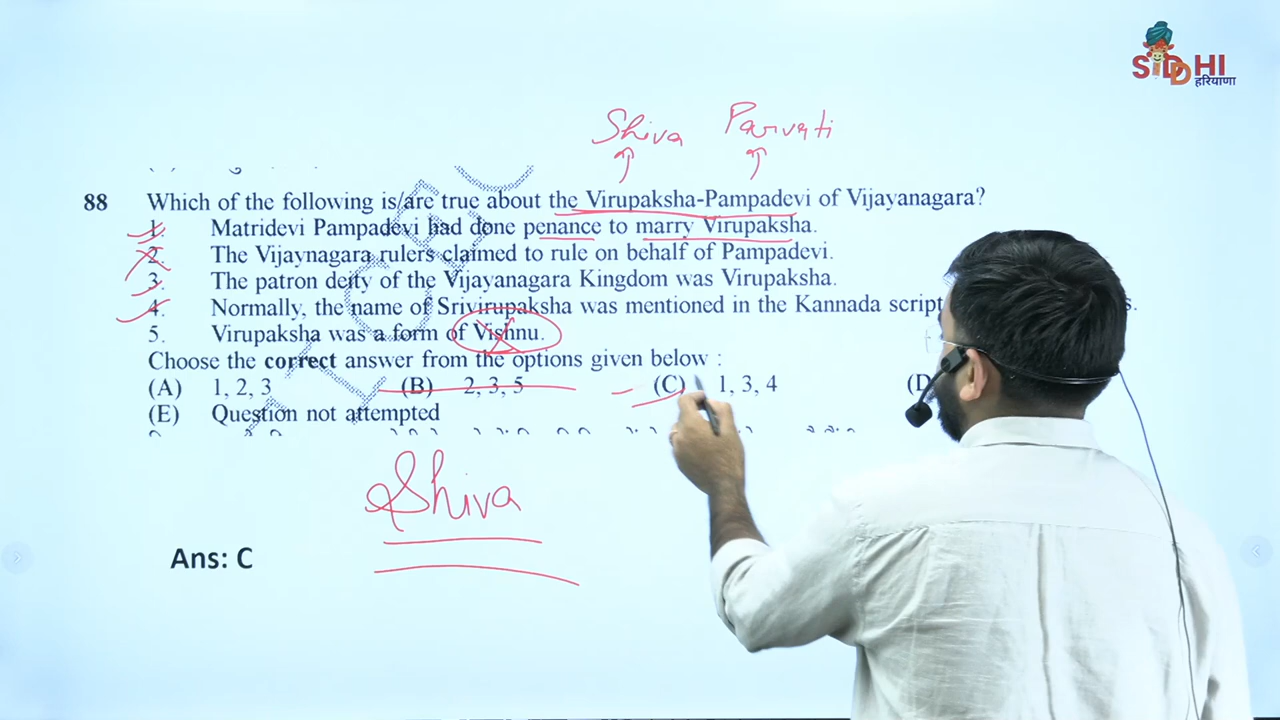 SIDDHI
हरियाणा
Shiva Parvati
88 Which of the following is/are true about the Virupaksha-Pampadevi of Vijayanagara?
1. Matridevi Pampadevi had done penance to marry Virupaksha.
2. The Vijaynagara rulers claimed to rule on behalf of Pampadevi.
3. The patron deity of the Vijayanagara Kingdom was Virupaksha.
4. Normally, the name of Srivirupaksha was mentioned in the Kannada script
5. Virupaksha was a form of Vishnu.
Choose the correct answer from the options given below :
(A) 1, 2, 3 (B) 2, 3, 5 (C) 1, 3, 4 (D
(E) Question not attempted
Shiva
Ans: C